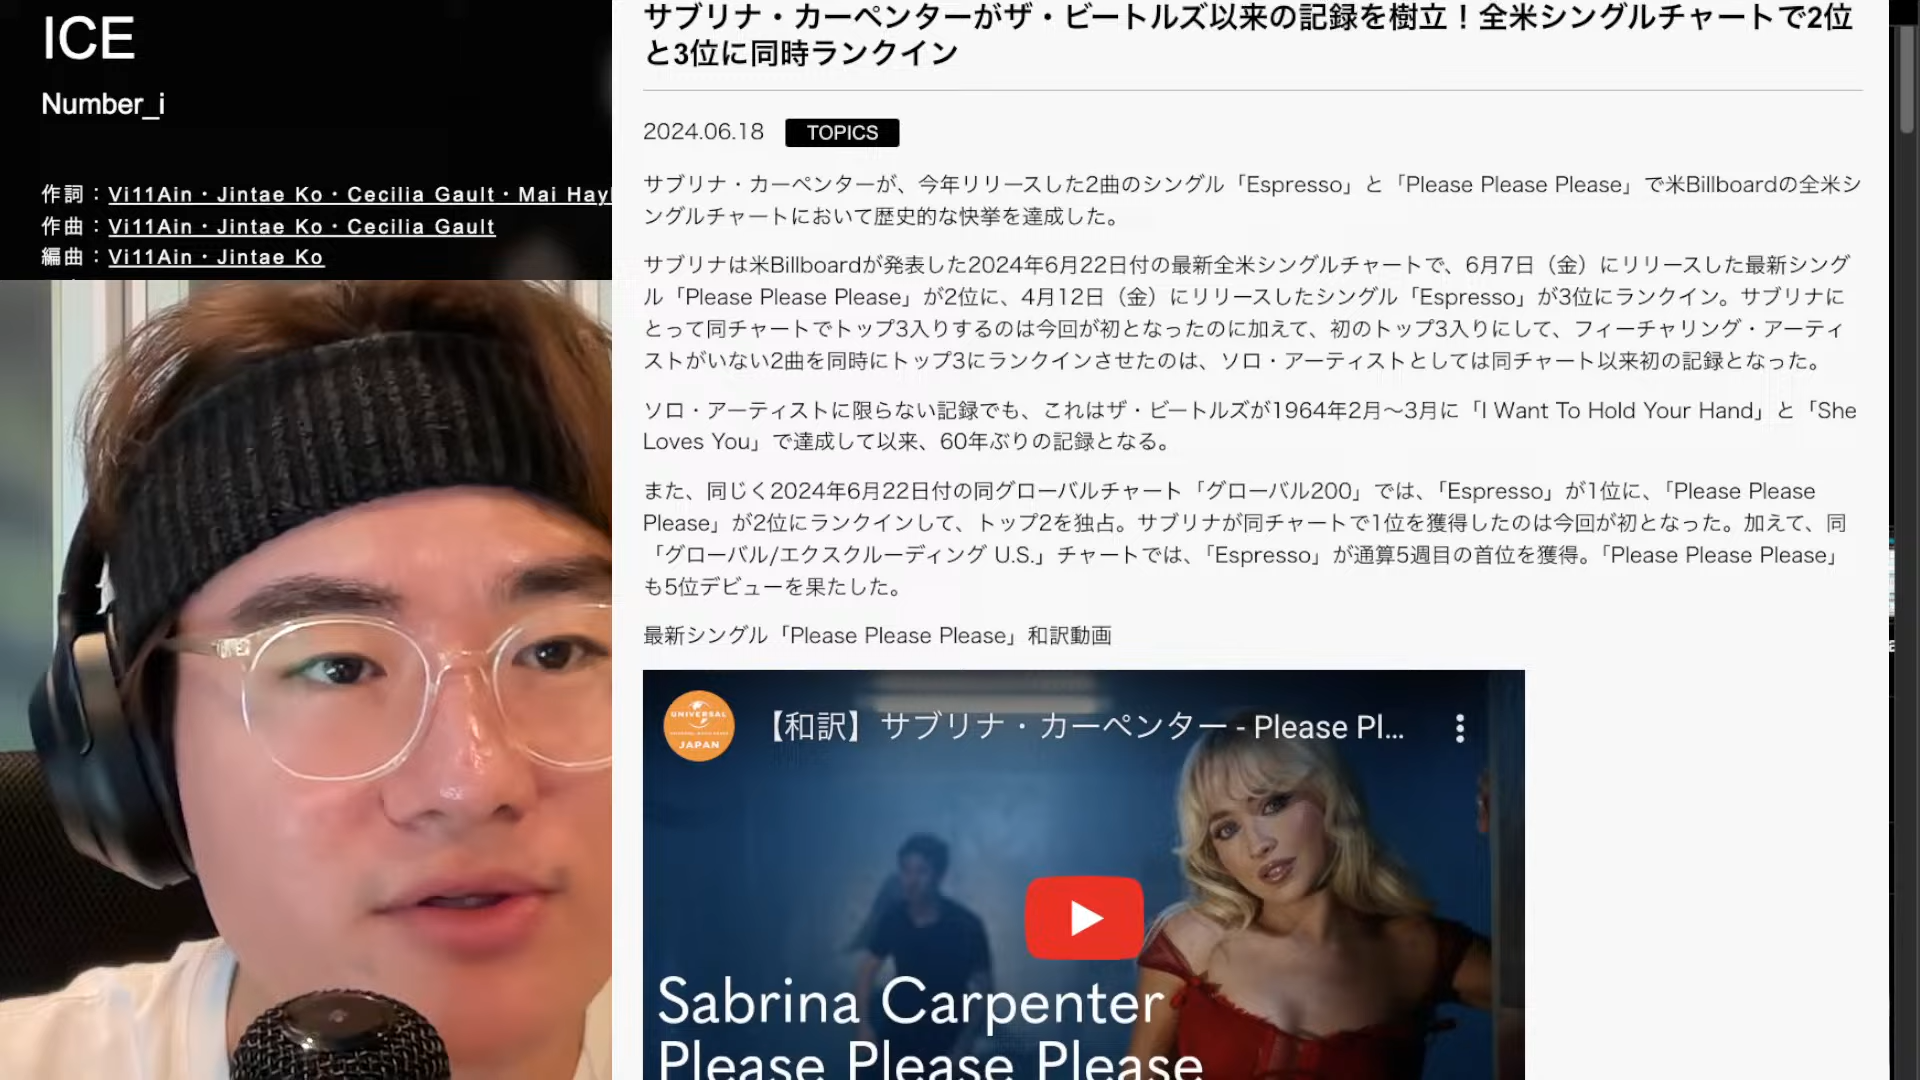 ICE
Number_i
作詞：Vi11Ain・Jintae Ko・Cecilia Gault・Mai
作曲：Vi11Ain・Jintae Ko・Cecilia Gault
編曲：Vi11Ain・Jintae Ko
サブリナ・カーペンターがザ・ビートルズ以来の記録を樹立！全米シングルチャートで2位
と3位に同時ランクイン
2024.06.18 TOPICS
サブリナ・カーペンターが、今年リリースした2曲のシングル「Espresso」と「Please Please Please」で米Billboardの全米シ
ングルチャートにおいて歴史的な快挙を達成した。
サブリナは米Billboardが発表した2024年6月22日付の最新全米シングルチャートで、6月7日（金）にリリースした最新シング
ル「Please Please Please」が2位に、4月12日（金）にリリースしたシングル「Espresso」が3位にランクイン。サブリナに
とって同チャートでトップ3入りするのは今回が初となったのに加えて、初のトップ3入りにして、フィーチャリング・アーティ
ストがいない2曲を同時にトップ3にランクインさせたのは、ソロ・アーティストとしては同チャート以来初の記録となった。
ソロ・アーティストに限らない記録でも、これはザ・ビートルズが1964年2月～3月に「I Want To Hold Your Hand」と「She
Loves You」で達成して以来、60年ぶりの記録となる。
また、同じく2024年6月22日付の同グローバルチャート「グローバル200」では、「Espresso」が1位に、「Please Please
Please」が2位にランクインして、トップ2を独占。サブリナが同チャートで1位を獲得したのは今回が初となった。加えて、同
「グローバル/エクスクルーディング U.S.」チャートでは、「Espresso」が通算5週目の首位を獲得。「Please Please Please」
も5位デビューを果たした。
最新シングル「Please Please Please」和訳動画
UNIVERSAL
JAPAN
【和訳】サブリナ・カーペンター - Please Pl...
Sabrina Carpenter
Please Please Please